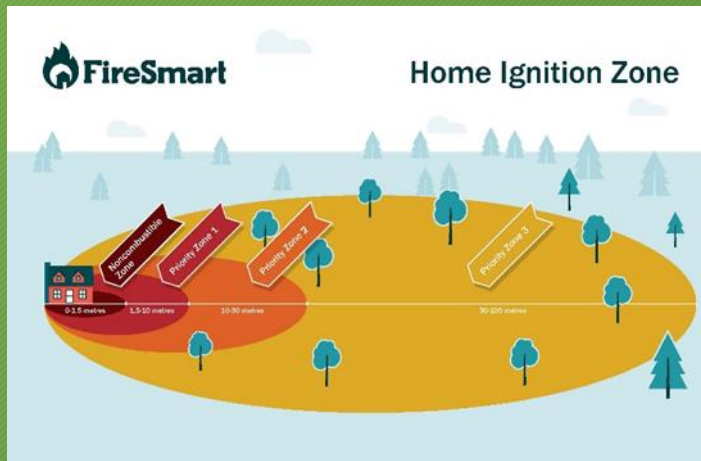 FireSmart
Home Ignition Zone
Noncombustible
Zone
Priority Zone 1
Priority Zone 2
Priority Zone 3
0-1.5 metres
1.5-10 metres
10-30 metres
30-100 metres